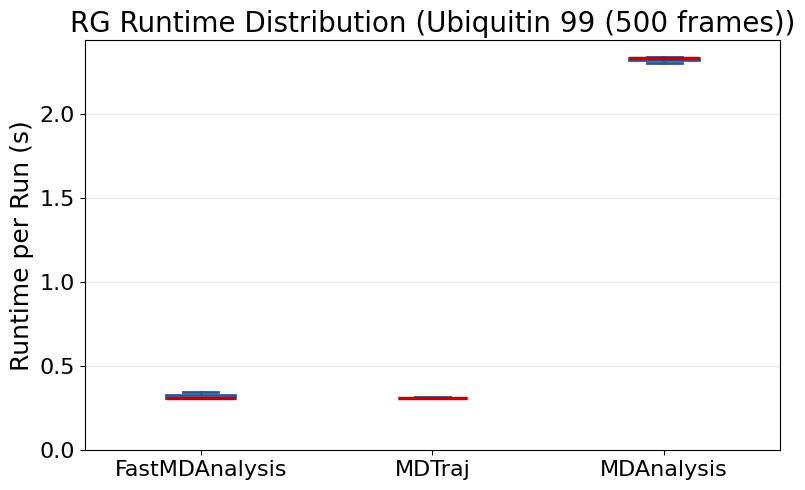 RG Runtime Distribution (Ubiquitin 99 (500 frames))
Runtime per Run (s)
2.0
1.5
1.0
0.5
0.0
FastMDAnalysis MDTraj MDAnalysis